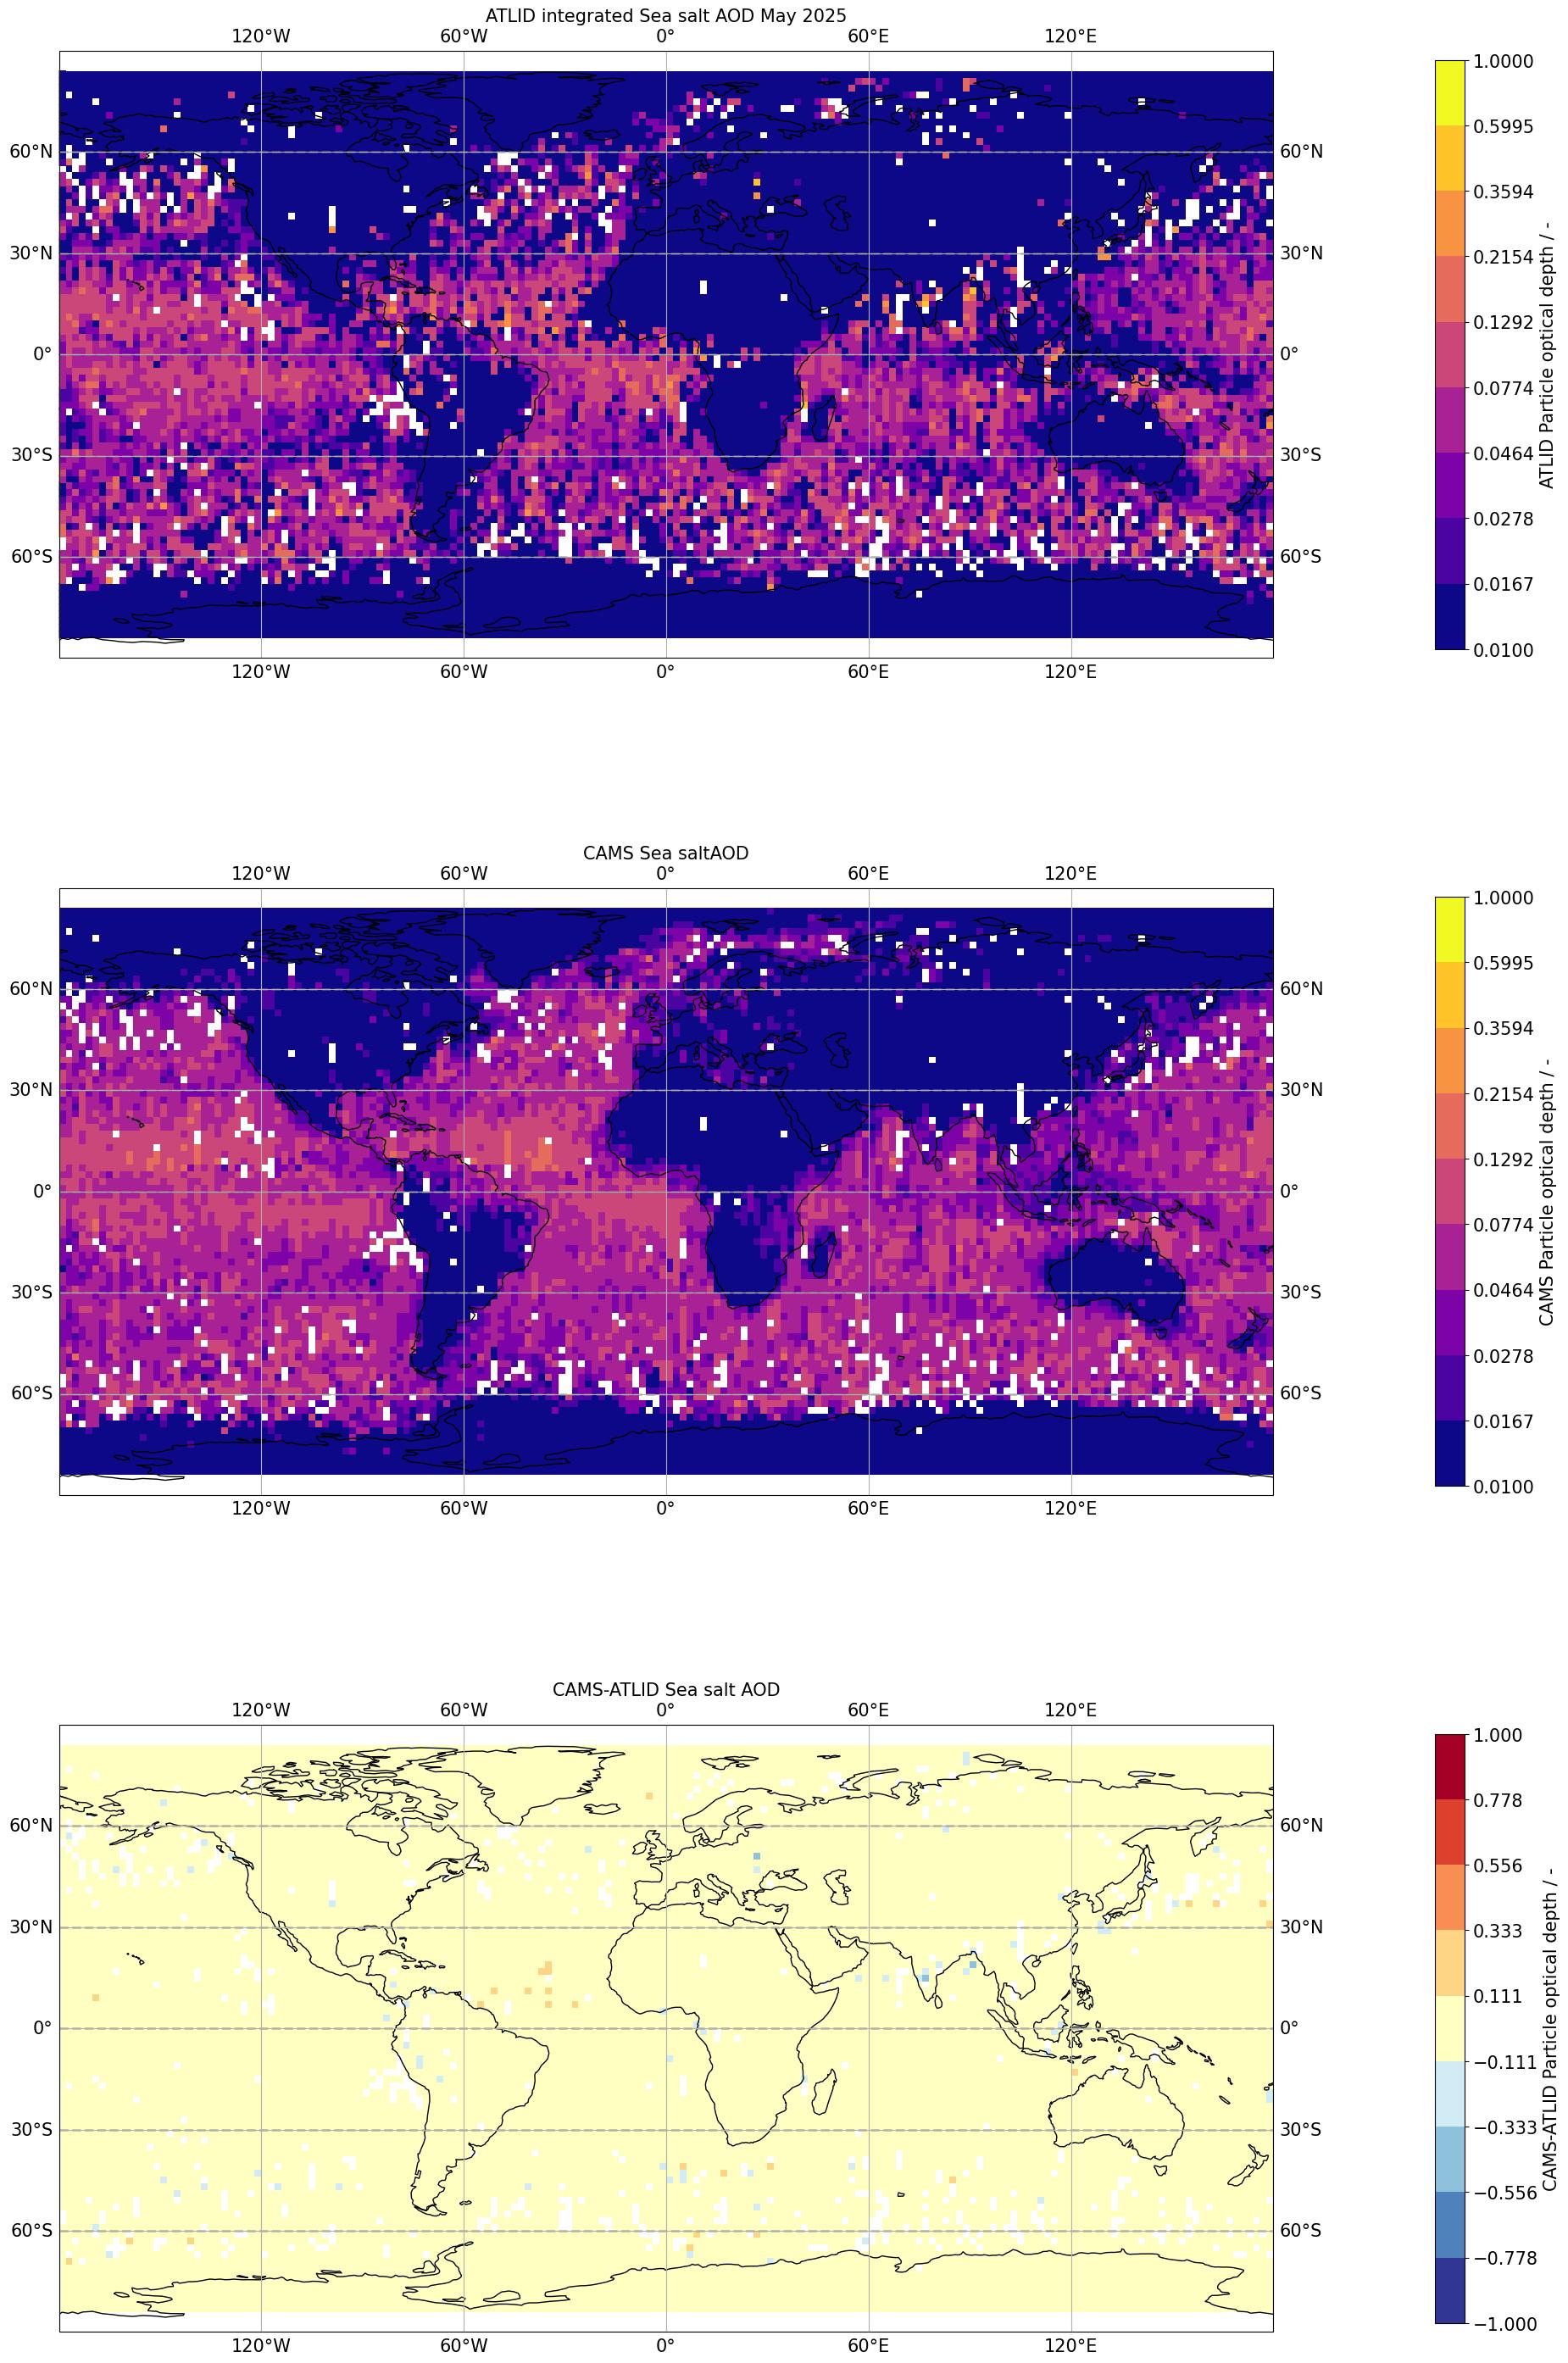 ATLID integrated Sea salt AOD May 2025
120°W 60°W 0° 60°E 120°E
60°N 60°N
30°N 30°N
0° 0°
30°S 30°S
60°S 60°S
120°W 60°W 0° 60°E 120°E
1.0000
0.5995
0.3594
0.2154
0.1292
0.0774
0.0464
0.0278
0.0167
0.0100
ATLID Particle optical depth / -
CAMS Sea saltAOD
120°W 60°W 0° 60°E 120°E
60°N 60°N
30°N 30°N
0° 0°
30°S 30°S
60°S 60°S
120°W 60°W 0° 60°E 120°E
1.0000
0.5995
0.3594
0.2154
0.1292
0.0774
0.0464
0.0278
0.0167
0.0100
CAMS Particle optical depth / -
CAMS-ATLID Sea salt AOD
120°W 60°W 0° 60°E 120°E
60°N 60°N
30°N 30°N
0° 0°
30°S 30°S
60°S 60°S
120°W 60°W 0° 60°E 120°E
1.000
0.778
0.556
0.333
0.111
−0.111
−0.333
−0.556
−0.778
−1.000
CAMS-ATLID Particle optical depth / -